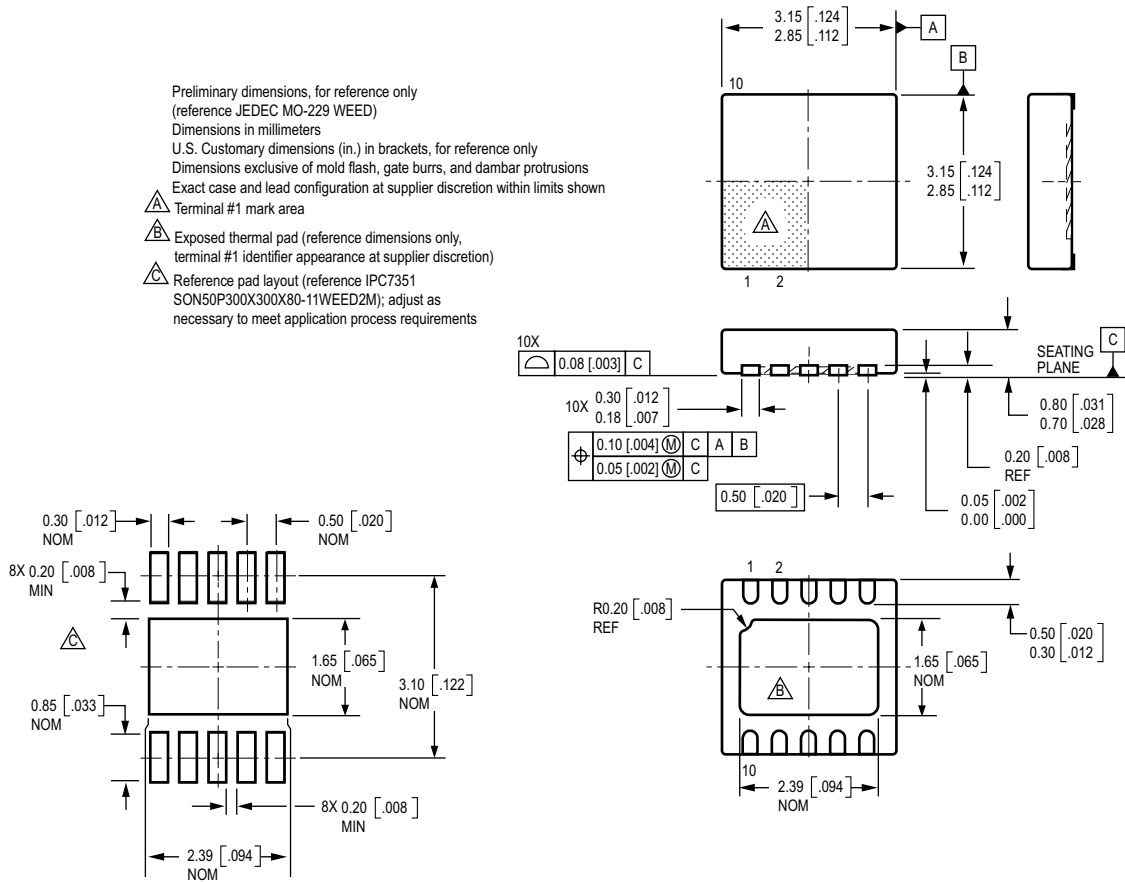 Preliminary dimensions, for reference only
(reference JEDEC MO-229 WEED)
Dimensions in millimeters
U.S. Customary dimensions (in.) in brackets, for reference only
Dimensions exclusive of mold flash, gate burrs, and dambar protrusions
Exact case and lead configuration at supplier discretion within limits shown
A Terminal #1 mark area
B Exposed thermal pad (reference dimensions only,
terminal #1 identifier appearance at supplier discretion)
C Reference pad layout (reference IPC7351
SON50P300X300X80-11WEED2M); adjust as
necessary to meet application process requirements
3.15 [.124]
2.85 [.112]
A
B
10
3.15 [.124]
2.85 [.112]
A
1 2
10X
0.08 [.003] C
SEATING
PLANE
C
10X 0.30 [.012]
0.18 [.007]
0.10 [.004] Ⓜ C A B
0.05 [.002] Ⓜ C
0.50 [.020]
0.80 [.031]
0.70 [.028]
0.20 [.008]
REF
0.05 [.002]
0.00 [.000]
0.30 [.012]
NOM
0.50 [.020]
NOM
8X 0.20 [.008]
MIN
C
1.65 [.065]
NOM
3.10 [.122]
NOM
0.85 [.033]
NOM
8X 0.20 [.008]
MIN
2.39 [.094]
NOM
1 2
R0.20 [.008]
REF
0.50 [.020]
0.30 [.012]
1.65 [.065]
NOM
B
10
2.39 [.094]
NOM